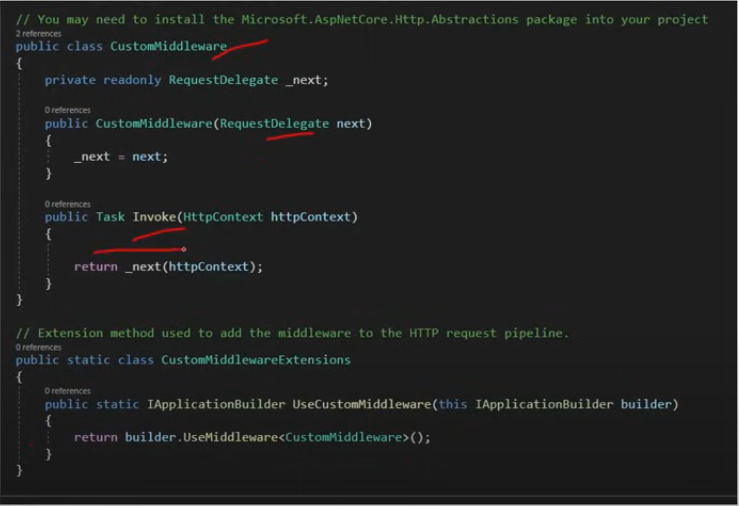 // You may need to install the Microsoft.AspNetCore.Http.Abstractions package into your project
2 references
public class CustomMiddleware
{
private readonly RequestDelegate _next;
0 references
public CustomMiddleware(RequestDelegate next)
{
_next = next;
}
0 references
public Task Invoke(HttpContext httpContext)
{
return _next(httpContext);
}
}
// Extension method used to add the middleware to the HTTP request pipeline.
0 references
public static class CustomMiddlewareExtensions
{
0 references
public static IApplicationBuilder UseCustomMiddleware(this IApplicationBuilder builder)
{
return builder.UseMiddleware<CustomMiddleware>();
}
}